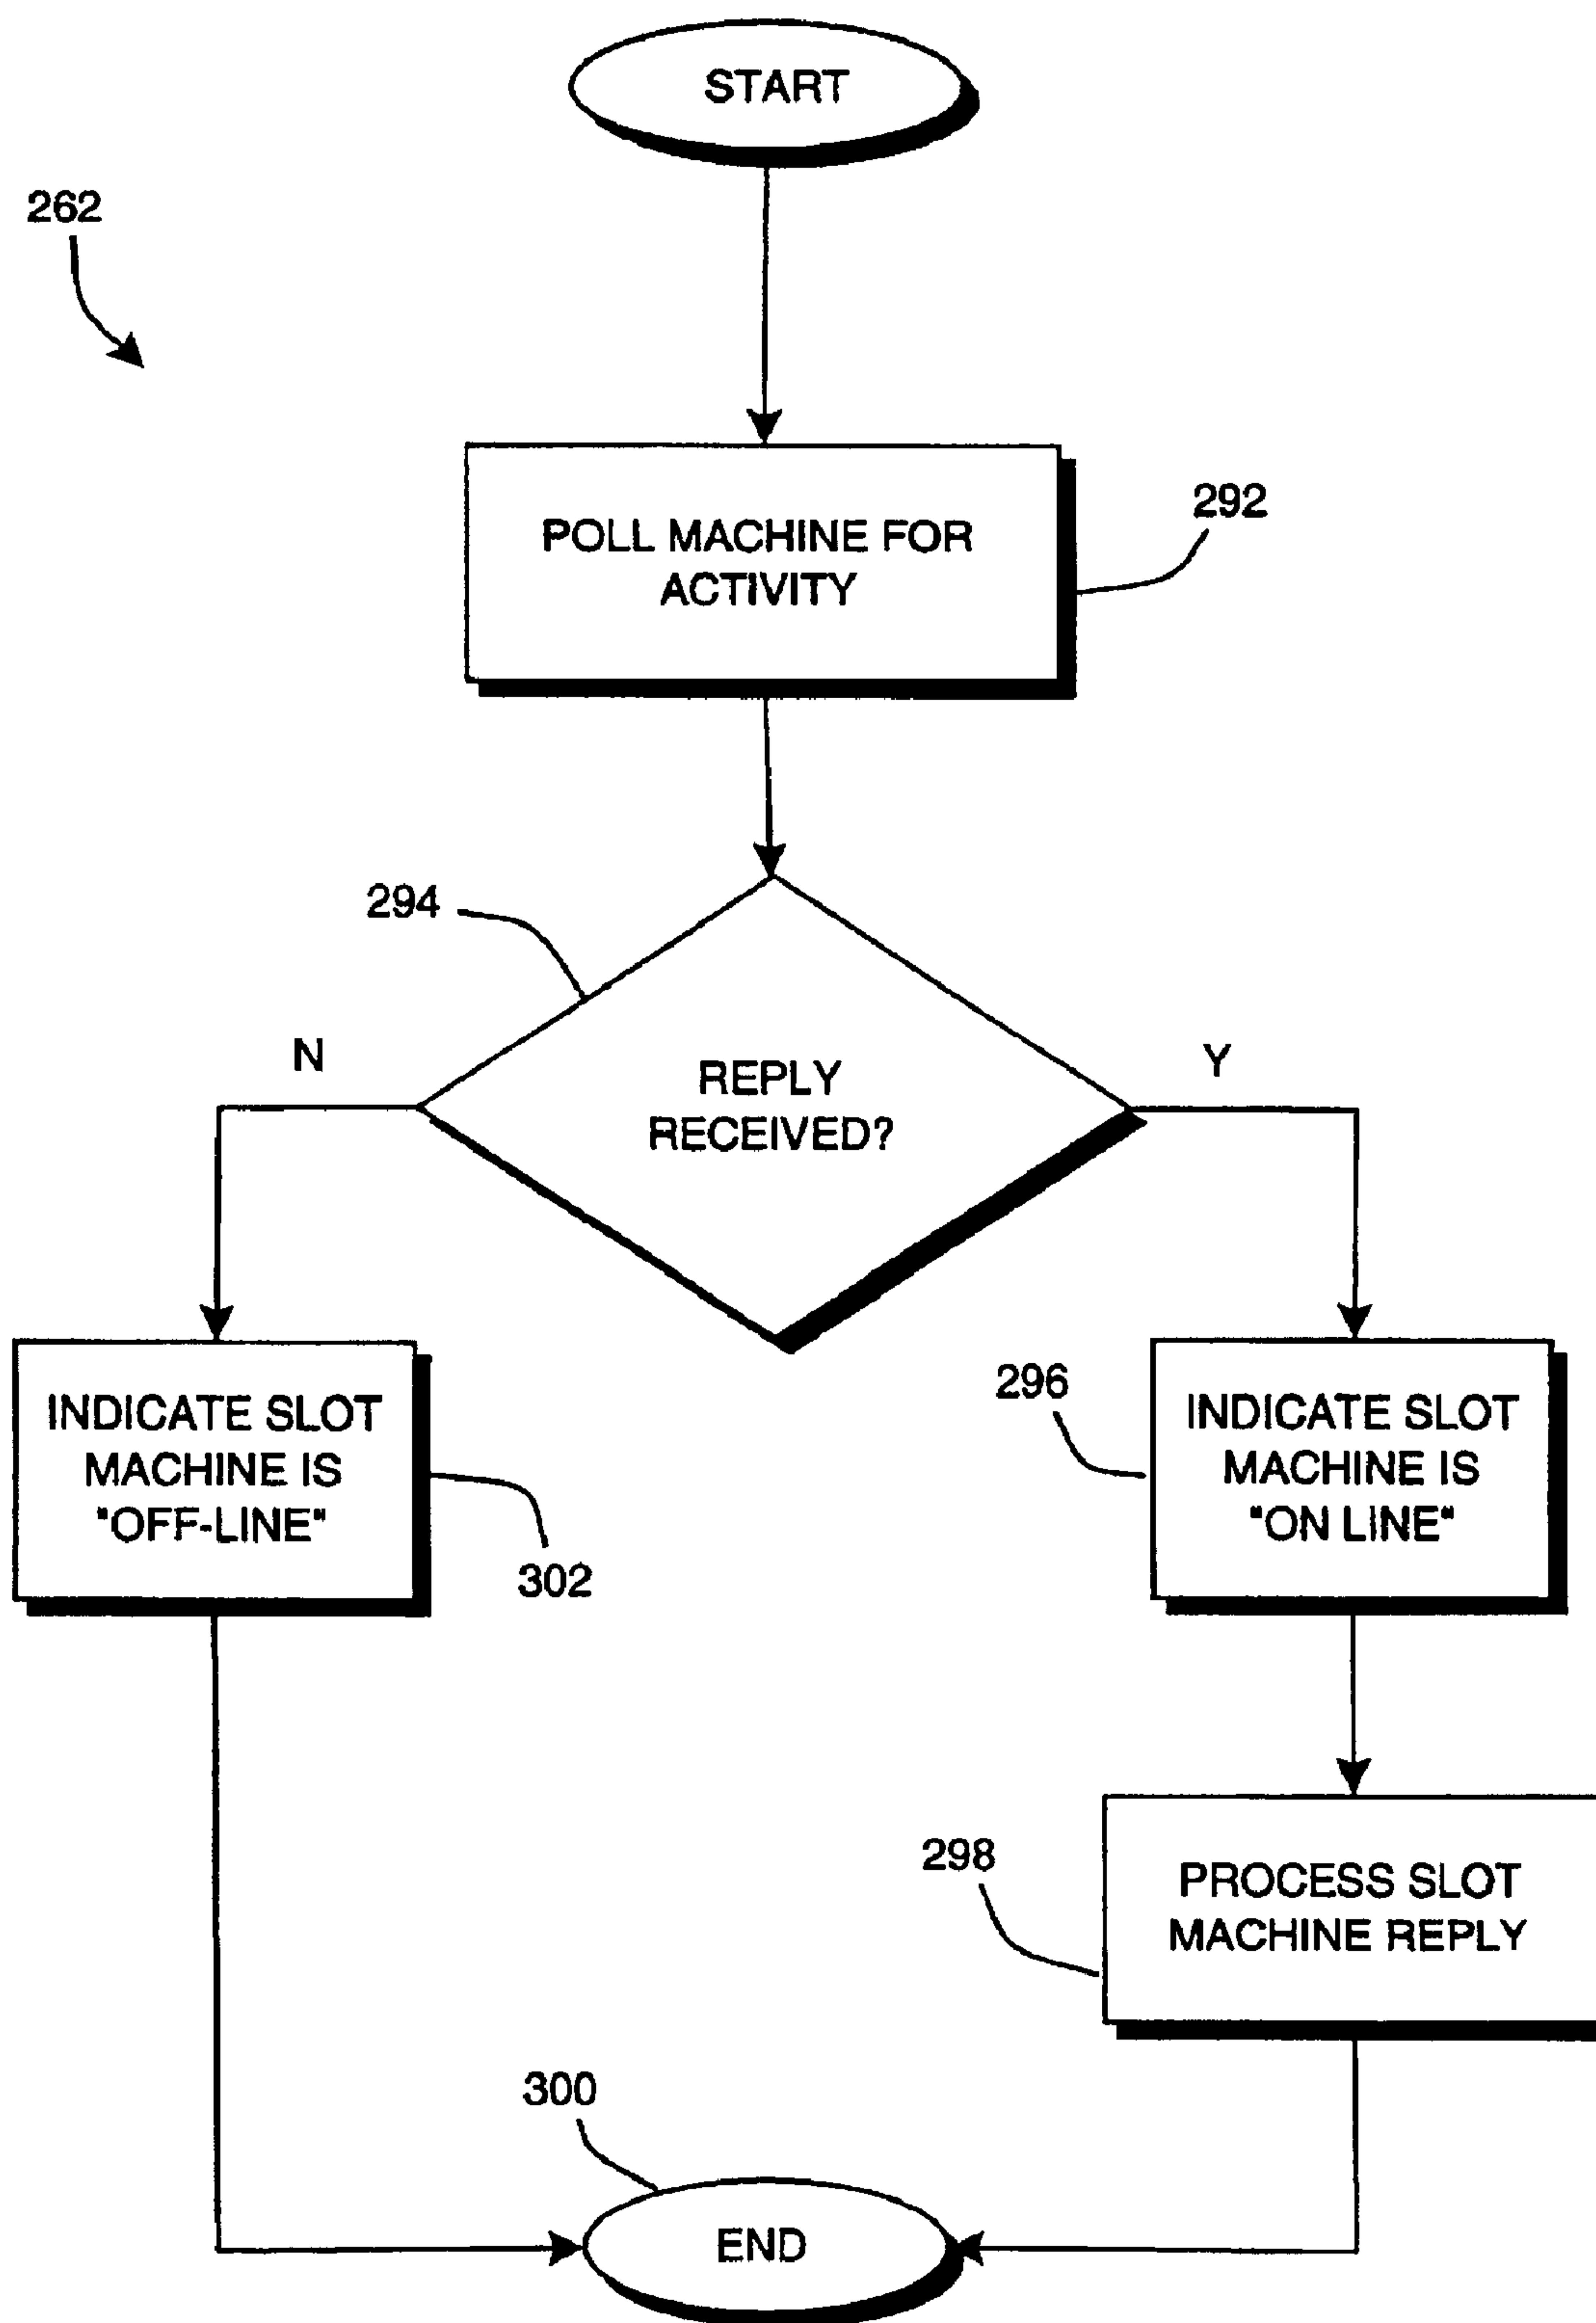 START
262
POLL MACHINE FOR
ACTIVITY
292
294
N
REPLY
RECEIVED?
Y
INDICATE SLOT
MACHINE IS
"OFF-LINE"
302
296
INDICATE SLOT
MACHINE IS
"ON LINE"
298
PROCESS SLOT
MACHINE REPLY
300
END